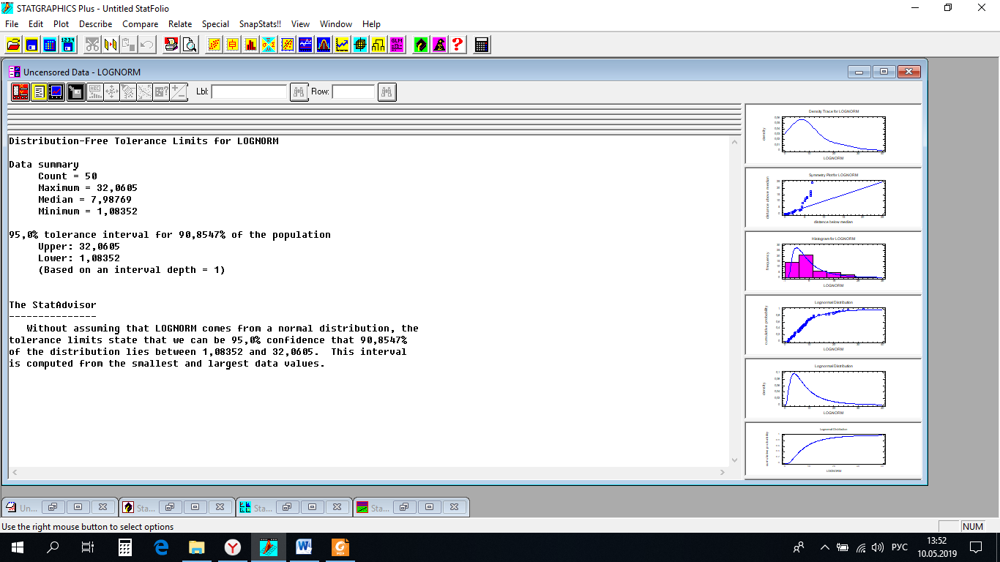 STATGRAPHICS Plus - Untitled StatFolio
File Edit Plot Describe Compare Relate Special SnapStats!! View Window Help
Uncensored Data - LOGNORM
Lbl: Row:
Distribution-Free Tolerance Limits for LOGNORM
Data summary
Count = 50
Maximum = 32,0605
Median = 7,98769
Minimum = 1,08352
95,0% tolerance interval for 90,8547% of the population
Upper: 32,0605
Lower: 1,08352
(Based on an interval depth = 1)
The StatAdvisor
---------------
Without assuming that LOGNORM comes from a normal distribution, the
tolerance limits state that we can be 95,0% confidence that 90,8547%
of the distribution lies between 1,08352 and 32,0605.  This interval
is computed from the smallest and largest data values.
Density Trace for LOGNORM
density
LOGNORM
Symmetry Plot for LOGNORM
distance above median
distance below median
Histogram for LOGNORM
frequency
LOGNORM
Lognormal Distribution
cumulative probability
LOGNORM
Lognormal Distribution
density
LOGNORM
Lognormal Distribution
cumulative probability
LOGNORM
Un... Sta... Sta... Sta...
Use the right mouse button to select options
NUM
РУС
13:52
10.05.2019